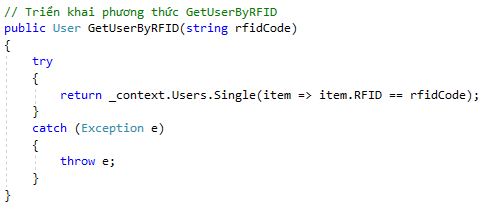 // Triển khai phương thức GetUserByRFID
public User GetUserByRFID(string rfidCode)
{
    try
    {
        return _context.Users.Single(item => item.RFID == rfidCode);
    }
    catch (Exception e)
    {
        throw e;
    }
}